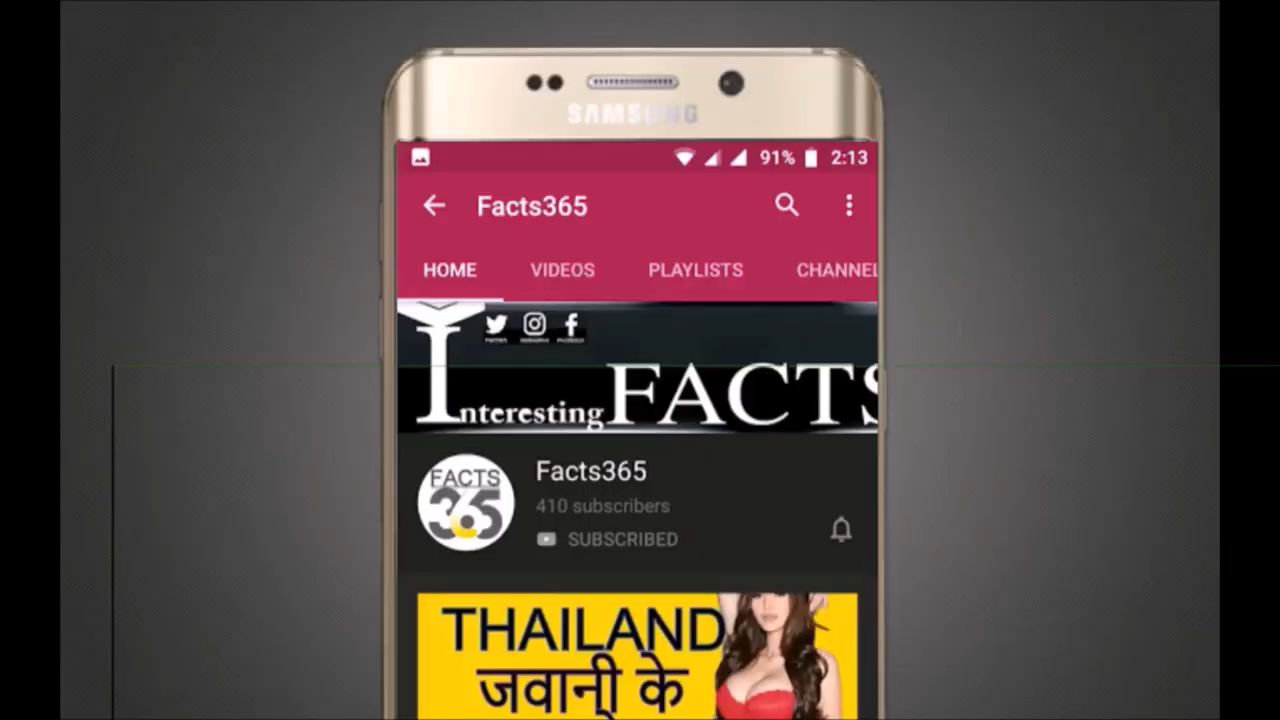 SAMSUNG
91% 2:13
Facts365
HOME VIDEOS PLAYLISTS CHANNEL
Interesting FACTS
FACTS
365
Facts365
410 subscribers
SUBSCRIBED
THAILAND
जवानी के